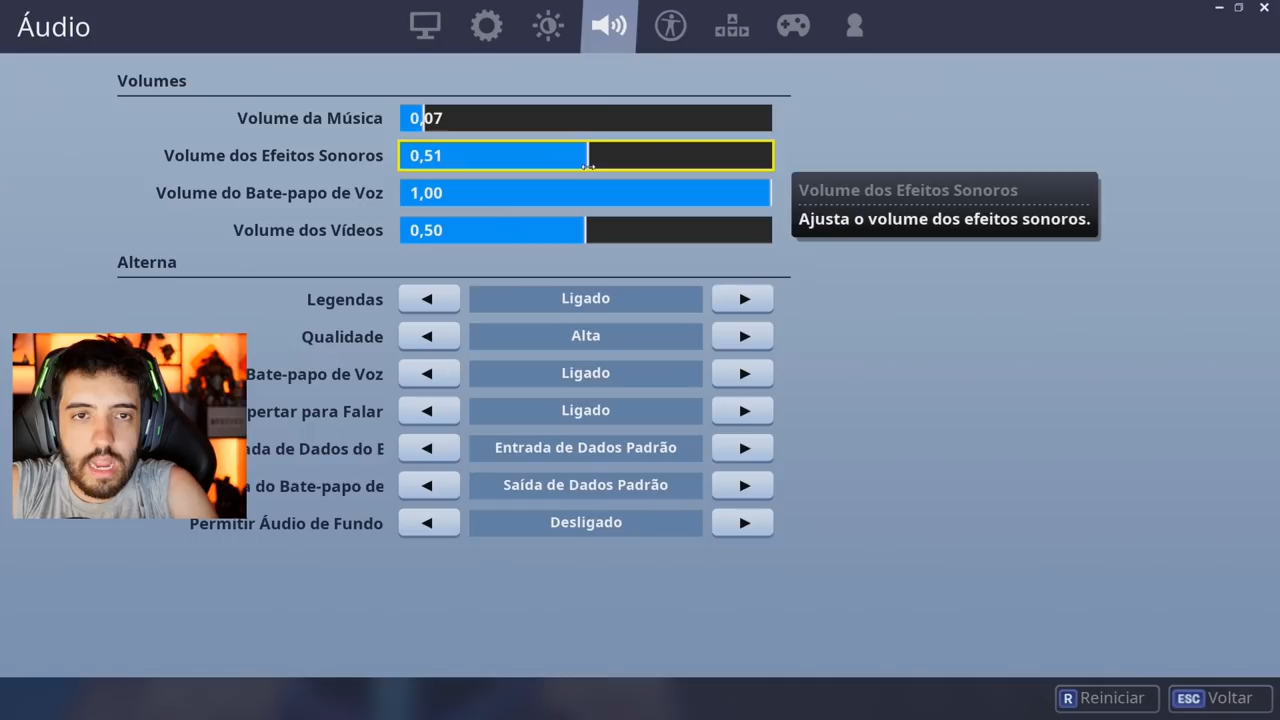 Áudio
Volumes
Volume da Música
0,07
Volume dos Efeitos Sonoros
0,51
Volume do Bate-papo de Voz
1,00
Volume dos Vídeos
0,50
Volume dos Efeitos Sonoros
Ajusta o volume dos efeitos sonoros.
Alterna
Legendas
Ligado
Qualidade
Alta
Bate-papo de Voz
Ligado
pertar para Falar
Ligado
ada de Dados do E
Entrada de Dados Padrão
do Bate-papo de
Saída de Dados Padrão
Permitir Áudio de Fundo
Desligado
R Reiniciar
ESC Voltar